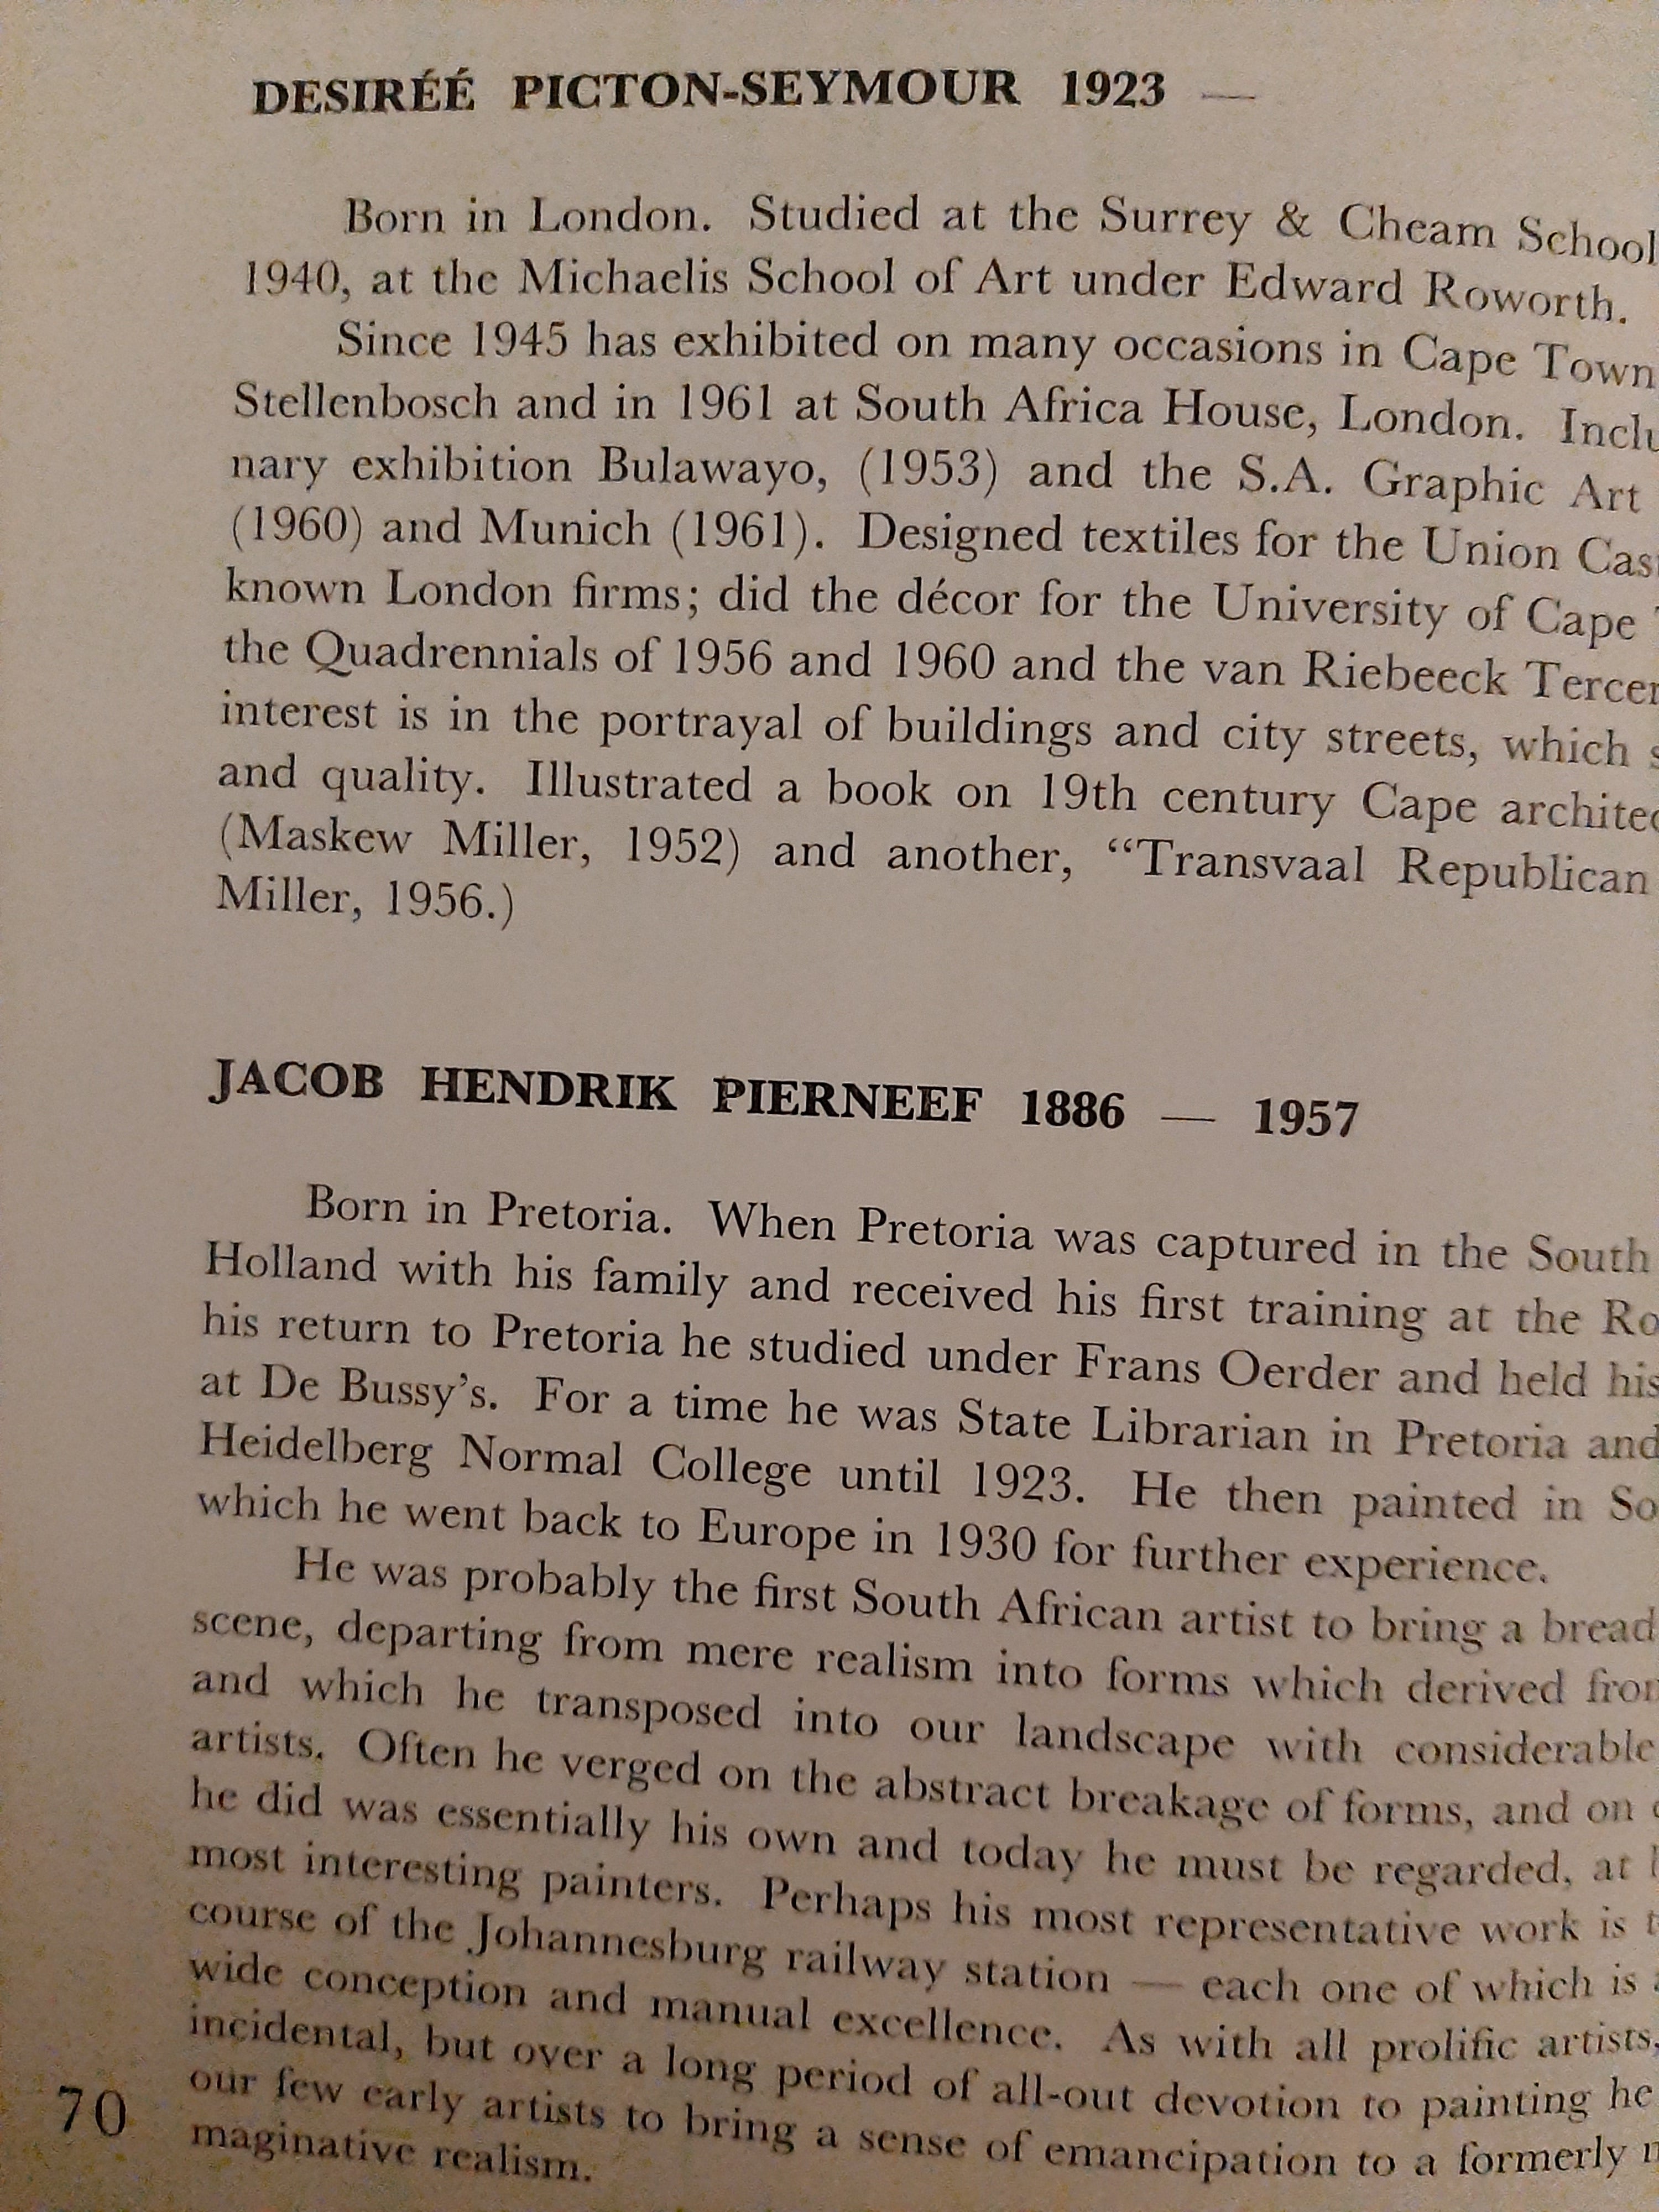 DESIRÉÉ PICTON-SEYMOUR 1923 —
Born in London. Studied at the Surrey & Cheam School
1940, at the Michaelis School of Art under Edward Roworth.
Since 1945 has exhibited on many occasions in Cape Town
Stellenbosch and in 1961 at South Africa House, London. Inclu
nary exhibition Bulawayo, (1953) and the S.A. Graphic Art
(1960) and Munich (1961). Designed textiles for the Union Cas
known London firms; did the décor for the University of Cape
the Quadrennials of 1956 and 1960 and the van Riebeeck Tercen
interest is in the portrayal of buildings and city streets, which s
and quality. Illustrated a book on 19th century Cape architec
(Maskew Miller, 1952) and another, “Transvaal Republican
Miller, 1956.)
JACOB HENDRIK PIERNEEF 1886 — 1957
Born in Pretoria. When Pretoria was captured in the South
Holland with his family and received his first training at the Ro
his return to Pretoria he studied under Frans Oerder and held his
at De Bussy’s. For a time he was State Librarian in Pretoria and
Heidelberg Normal College until 1923. He then painted in So
which he went back to Europe in 1930 for further experience.
He was probably the first South African artist to bring a bread
scene, departing from mere realism into forms which derived from
and which he transposed into our landscape with considerable
artists. Often he verged on the abstract breakage of forms, and on
he did was essentially his own and today he must be regarded, at
most interesting painters. Perhaps his most representative work is
course of the Johannesburg railway station — each one of which is
wide conception and manual excellence. As with all prolific artists,
incidental, but over a long period of all-out devotion to painting he
our few early artists to bring a sense of emancipation to a formerly
maginative realism.
70